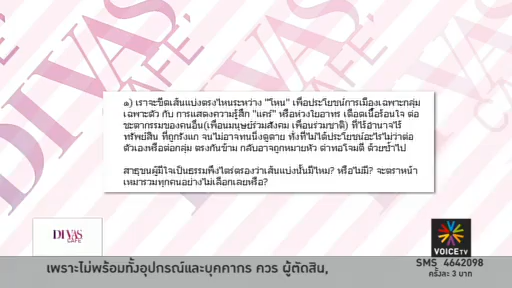 ๑) เราจะขีดเส้นแบ่งตรงไหนระหว่าง "โหน" เพื่อประโยชน์การเมืองเฉพาะกลุ่ม
เฉพาะตัว กับ การแสดงความรู้สึก "แคร์" หรือห่วงใยอาทร เดือดเนื้อร้อนใจ ต่อ
ชะตากรรมของคนอื่น(เพื่อนมนุษย์ร่วมสังคม เพื่อนร่วมชาติ) ที่ไร้อำนาจไร้
ทรัพย์สิน ที่ถูกรังแก จนไม่อาจทนนิ่งดูดาย ทั้งที่ไม่ได้ประโยชน์อะไรไม่ว่าต่อ
ตัวเองหรือต่อกลุ่ม ตรงกันข้าม กลับอาจถูกหมายหัว ด่าทอโจมตี ด้วยซ้ำไป
สาธุชนผู้มีใจเป็นธรรมพึงไตร่ตรองว่าเส้นแบ่งนั้นมีไหม? หรือไม่มี? จะตราหน้า
เหมารวมทุกคนอย่างไม่เลือกเลยหรือ?
DIVAS
CAFE
VOICE TV
เพราะไม่พร้อมทั้งอุปกรณ์และบุคคากร ควร ผู้ตัดสิน,
SMS 4642098
ครั้งละ 3 บาท